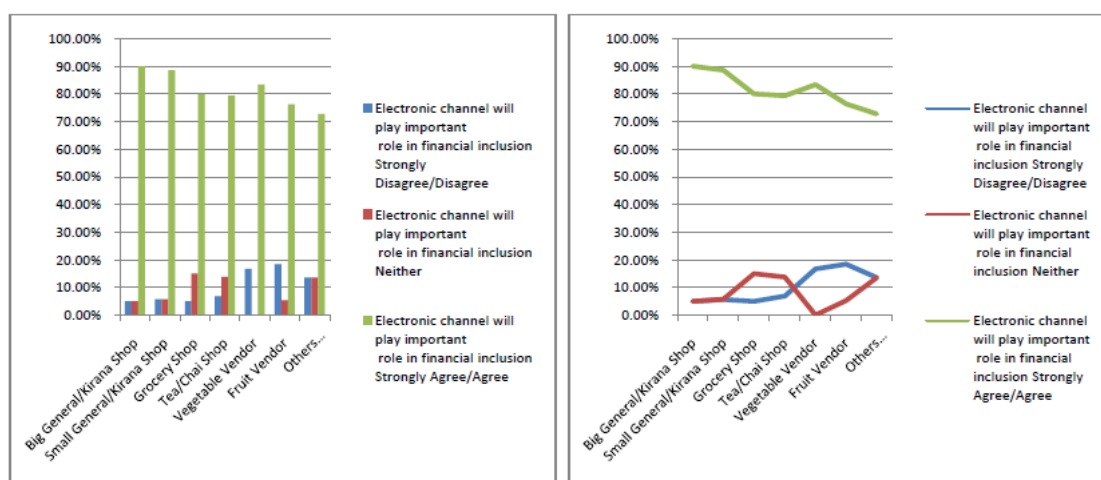 100.00%
90.00%
80.00%
70.00%
60.00%
50.00%
40.00%
30.00%
20.00%
10.00%
0.00%
Big General/Kirana Shop
Small General/Kirana Shop
Grocery Shop
Tea/Chai Shop
Vegetable Vendor
Fruit Vendor
Others...
Electronic channel will
play important
role in financial inclusion
Strongly
Disagree/Disagree
Electronic channel will
play important
role in financial inclusion
Neither
Electronic channel will
play important
role in financial inclusion
Strongly Agree/Agree
100.00%
90.00%
80.00%
70.00%
60.00%
50.00%
40.00%
30.00%
20.00%
10.00%
0.00%
Big General/Kirana Shop
Small General/Kirana Shop
Grocery Shop
Tea/Chai Shop
Vegetable Vendor
Fruit Vendor
Others...
Electronic channel
will play important
role in financial
inclusion Strongly
Disagree/Disagree
Electronic channel
will play important
role in financial
inclusion Neither
Electronic channel
will play important
role in financial
inclusion Strongly
Agree/Agree